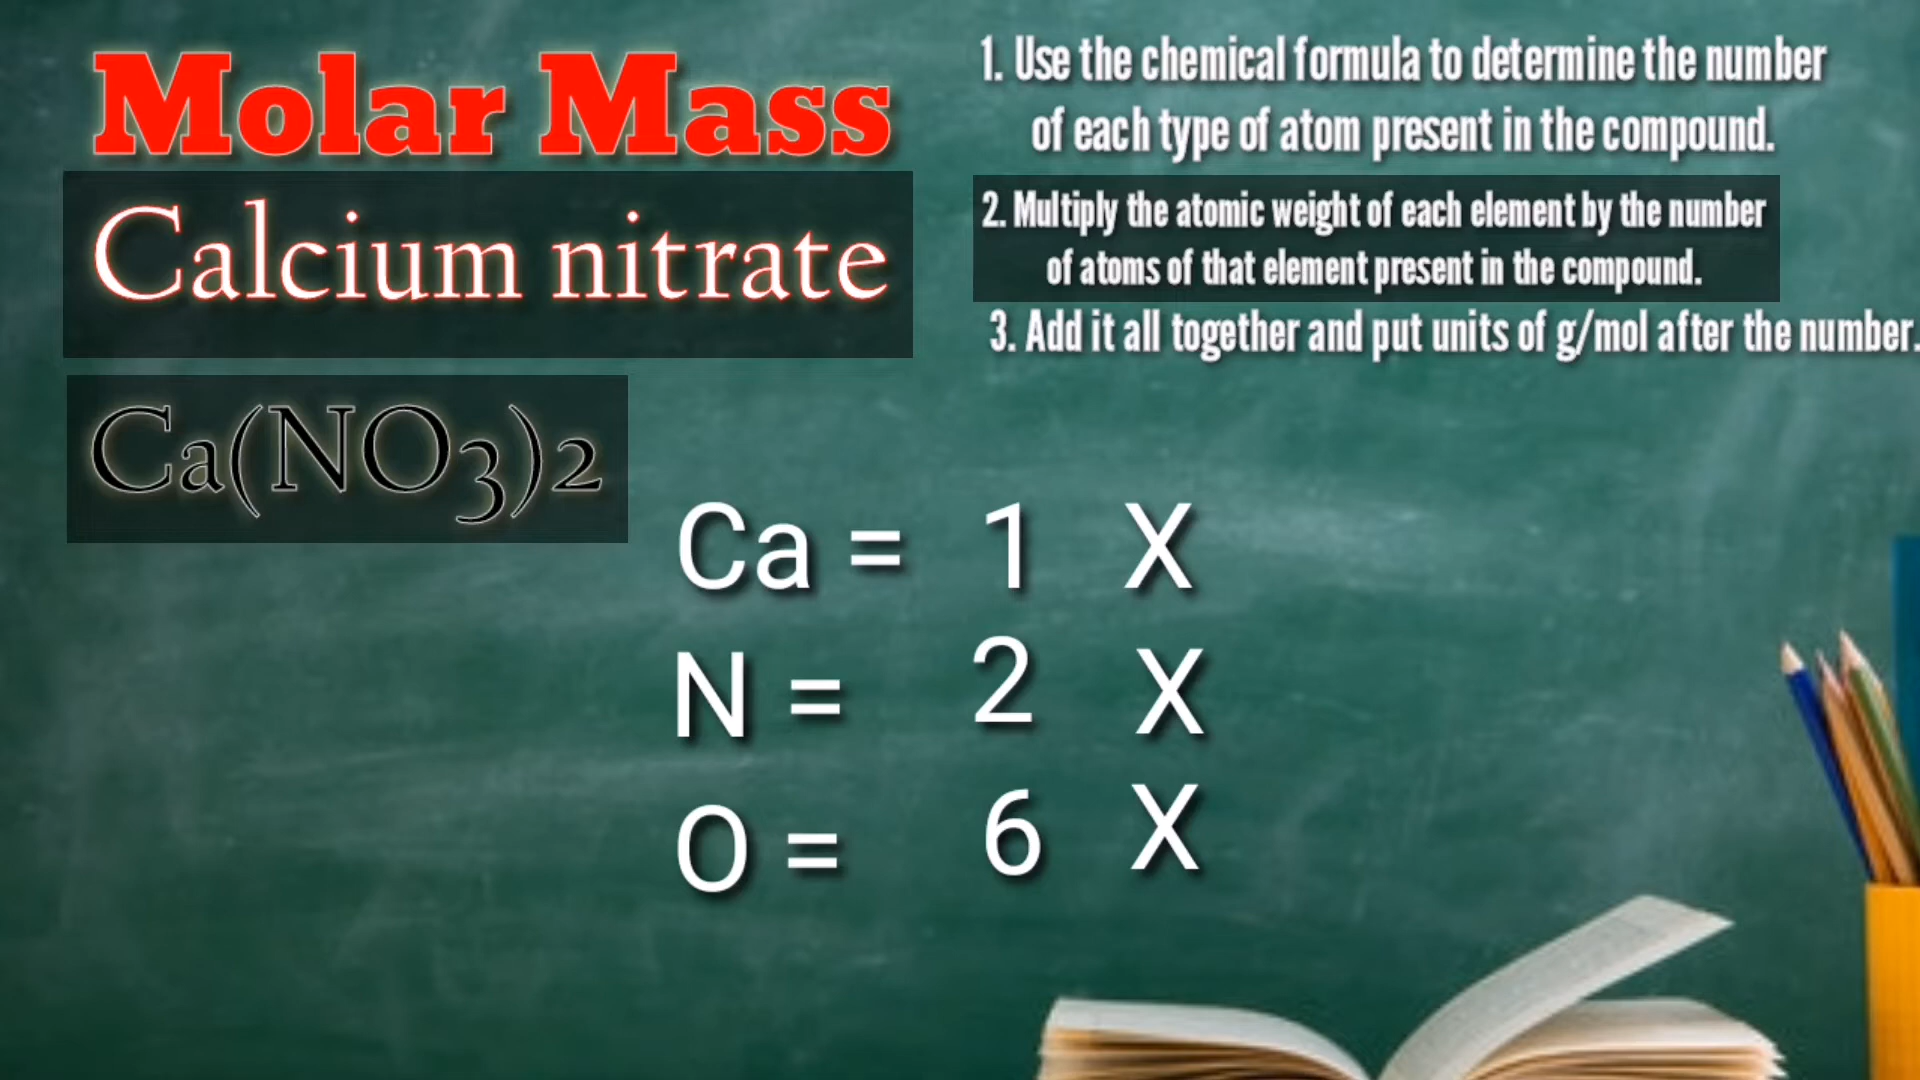 Molar Mass
Calcium nitrate
Ca(NO3)2
1. Use the chemical formula to determine the number
of each type of atom present in the compound.
2. Multiply the atomic weight of each element by the number
of atoms of that element present in the compound.
3. Add it all together and put units of g/mol after the number.
Ca = 1 X
N = 2 X
O = 6 X